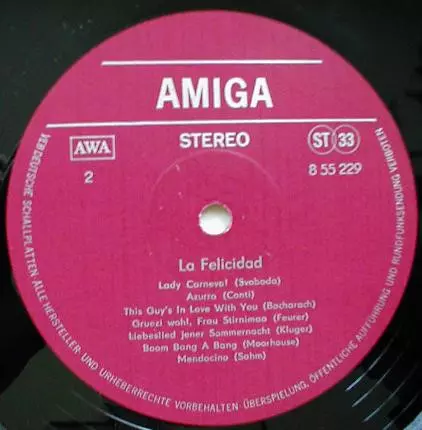 AMIGA
STEREO
AWA
2
ST 33
8 55 229
La Felicidad
Lady Carneval (Svoboda)
Azurro (Conti)
This Guy's In Love With You (Bacharach)
Gruezi wohl, Frau Stirnimaa (Feurer)
Liebeslied jener Sommernacht (Kluger)
Boom Bang A Bang (Moorhouse)
Mendocino (Sahm)
VEB DEUTSCHE SCHALLPLATTEN ALLE HERSTELLER- UND URHEBERRECHTE VORBEHALTEN · ÜBERSPIELUNG, ÖFFENTLICHE AUFFÜHRUNG UND RUNDFUNKSENDUNG VERBOTEN